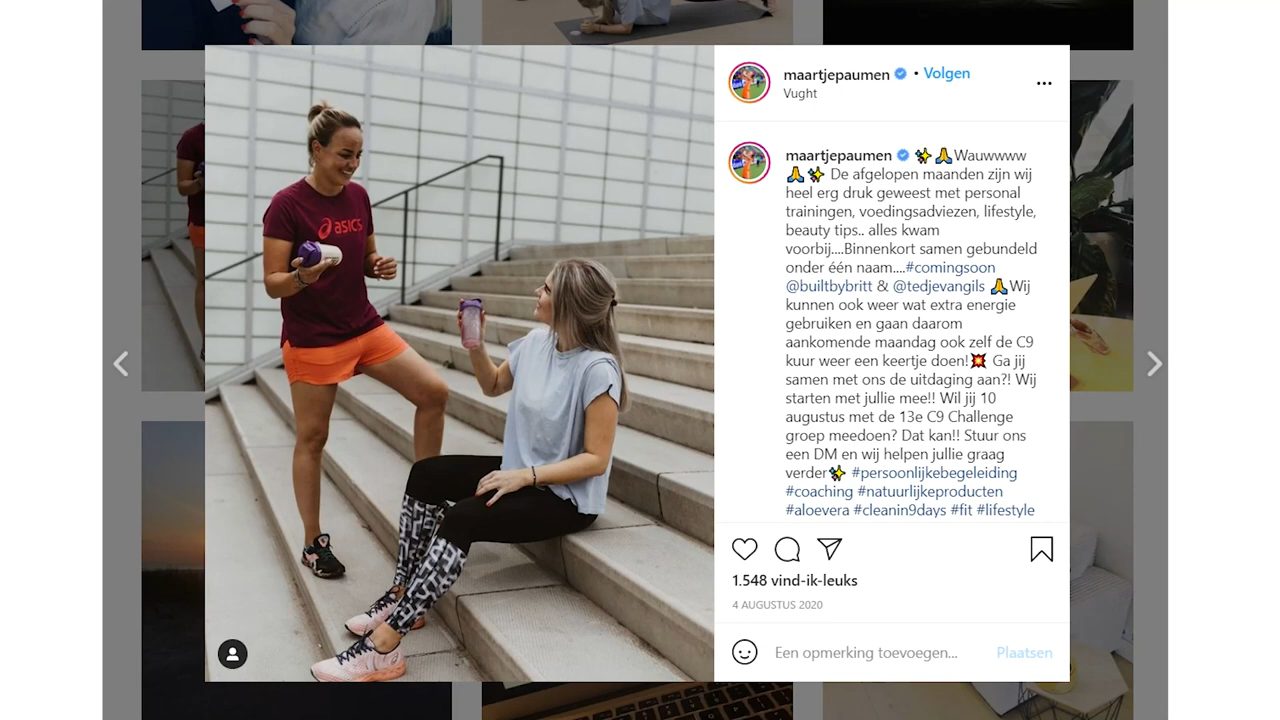 asics
maartjepaumen • Volgen
Vught
maartjepaumen ✨🙏Wauwwww
🙏✨ De afgelopen maanden zijn wij
heel erg druk geweest met personal
trainingen, voedingsadviezen, lifestyle,
beauty tips.. alles kwam
voorbij....Binnenkort samen gebundeld
onder één naam....#comingsoon
@builtbybritt & @tedjevangils 🙏Wij
kunnen ook weer wat extra energie
gebruiken en gaan daarom
aankomende maandag ook zelf de C9
kuur weer een keertje doen!💥 Ga jij
samen met ons de uitdaging aan?! Wij
starten met jullie mee!! Wil jij 10
augustus met de 13e C9 Challenge
groep meedoen? Dat kan!! Stuur ons
een DM en wij helpen jullie graag
verder✨ #persoonlijkebegeleiding
#coaching #natuurlijkeproducten
#aloevera #cleanin9days #fit #lifestyle
1.548 vind-ik-leuks
4 AUGUSTUS 2020
Een opmerking toevoegen... Plaatsen